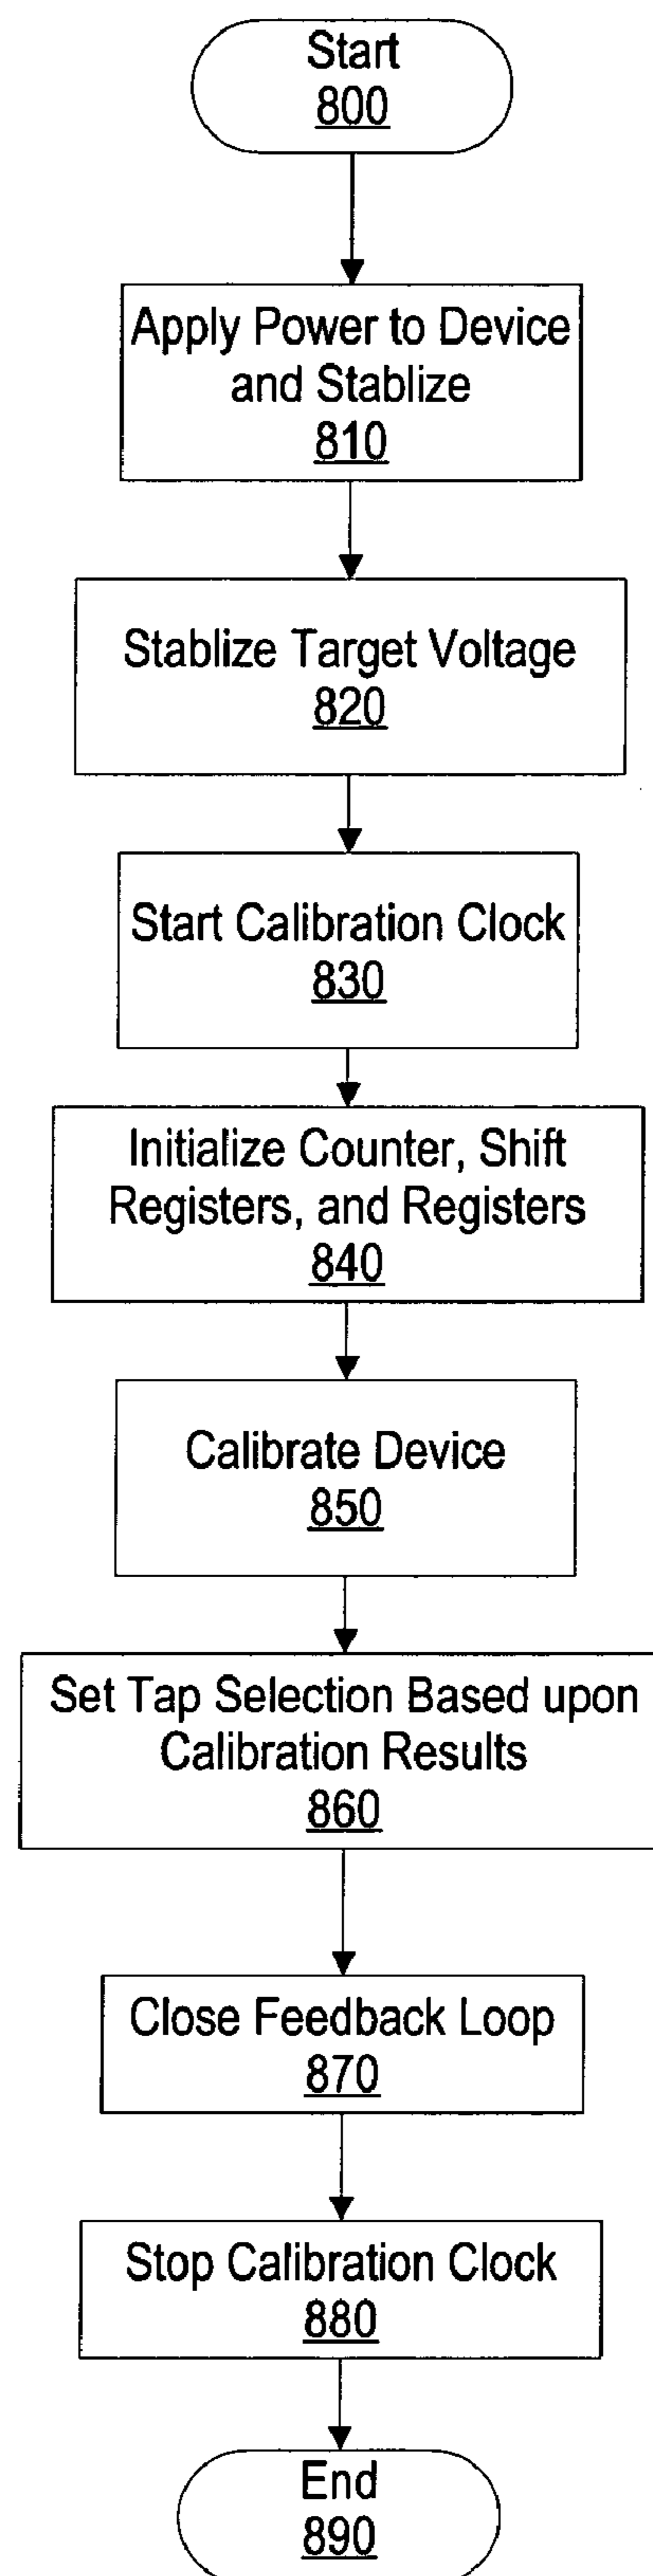 Start
800
Apply Power to Device
and Stablize
810
Stablize Target Voltage
820
Start Calibration Clock
830
Initialize Counter, Shift
Registers, and Registers
840
Calibrate Device
850
Set Tap Selection Based upon
Calibration Results
860
Close Feedback Loop
870
Stop Calibration Clock
880
End
890